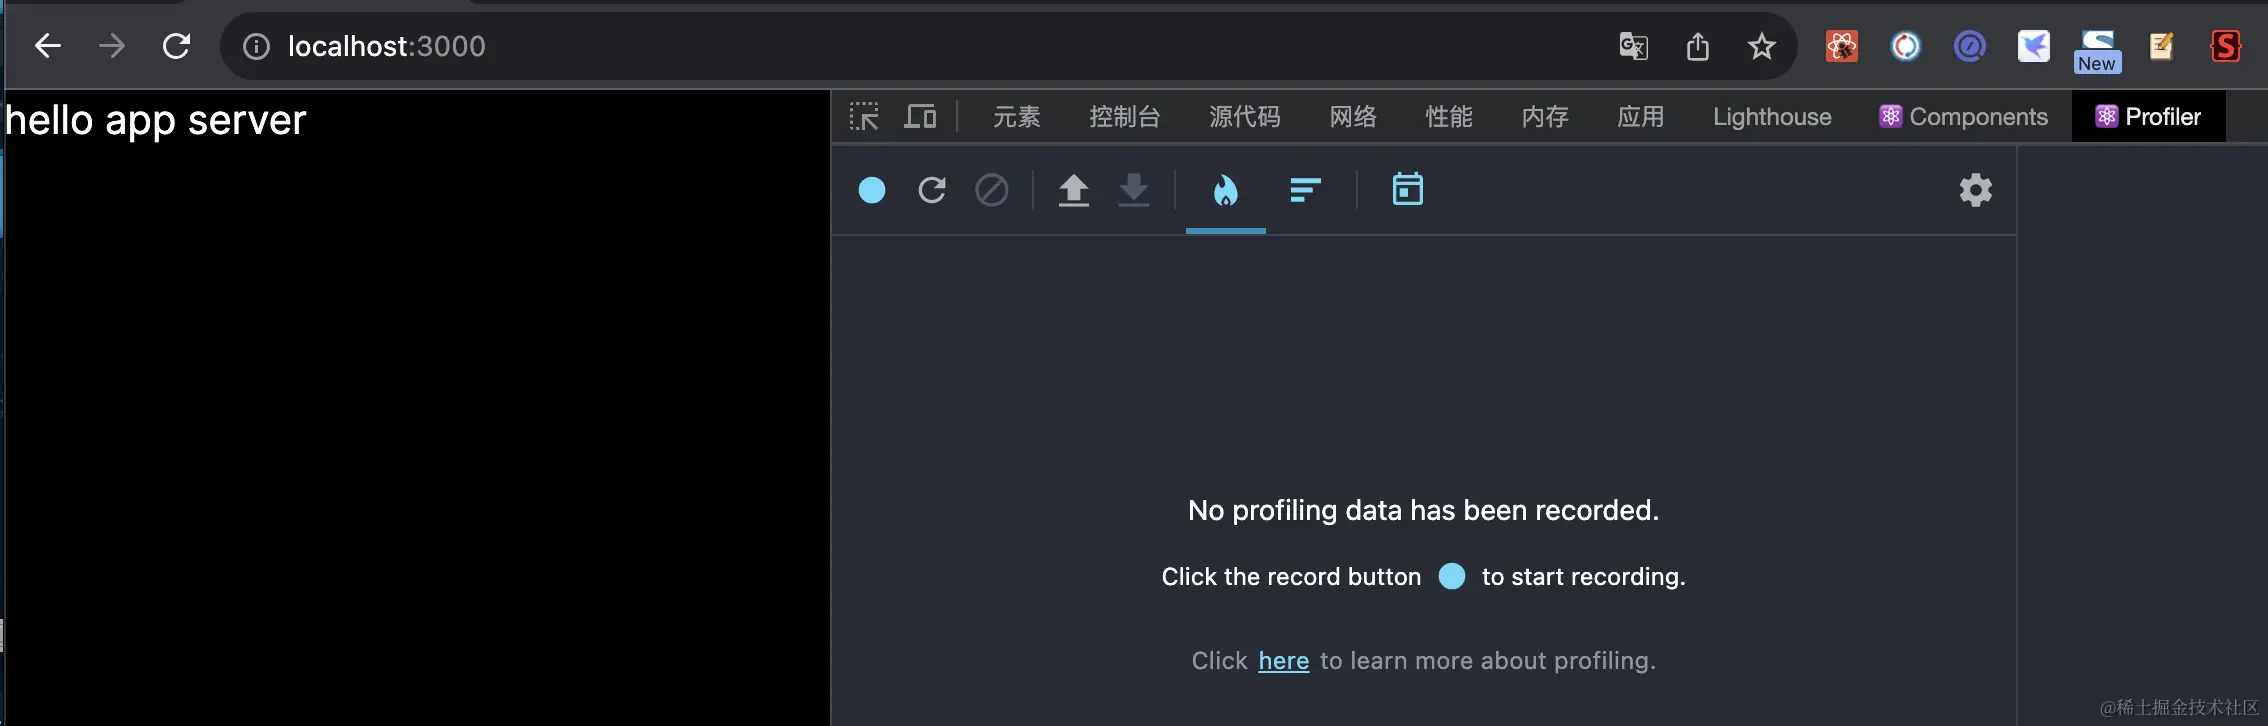 localhost:3000
New
hello app server
元素 控制台 源代码 网络 性能 内存 应用 Lighthouse Components Profiler
No profiling data has been recorded.
Click the record button to start recording.
Click here to learn more about profiling.
@稀土掘金技术社区